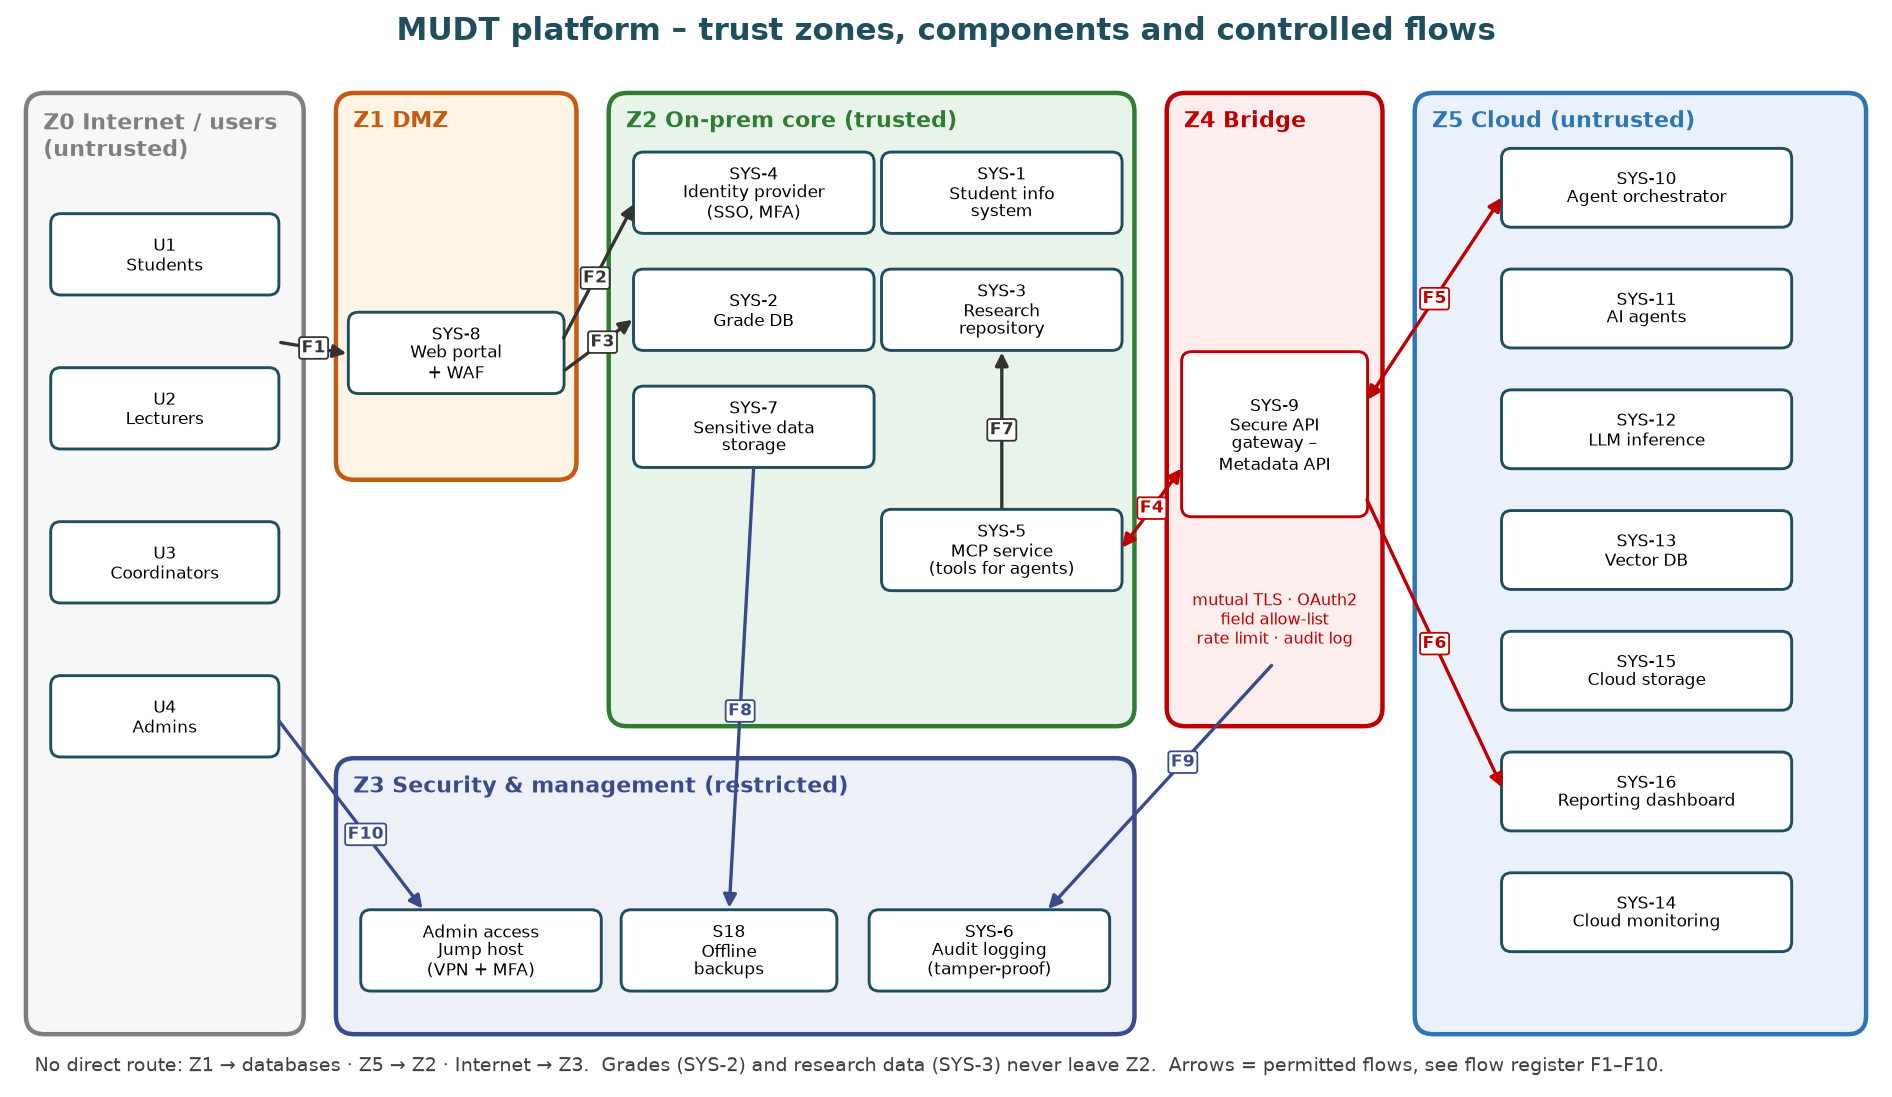 MUDT platform – trust zones, components and controlled flows
Z0 Internet / users
(untrusted)
U1
Students
U2
Lecturers
U3
Coordinators
U4
Admins
F1
Z1 DMZ
SYS-8
Web portal
+ WAF
F2
F3
Z2 On-prem core (trusted)
SYS-4
Identity provider
(SSO, MFA)
SYS-1
Student info
system
SYS-2
Grade DB
SYS-3
Research
repository
SYS-7
Sensitive data
storage
F7
SYS-5
MCP service
(tools for agents)
F4
F8
Z4 Bridge
SYS-9
Secure API
gateway –
Metadata API
mutual TLS · OAuth2
field allow-list
rate limit · audit log
F5
F6
F9
Z5 Cloud (untrusted)
SYS-10
Agent orchestrator
SYS-11
AI agents
SYS-12
LLM inference
SYS-13
Vector DB
SYS-15
Cloud storage
SYS-16
Reporting dashboard
SYS-14
Cloud monitoring
Z3 Security & management (restricted)
F10
Admin access
Jump host
(VPN + MFA)
S18
Offline
backups
SYS-6
Audit logging
(tamper-proof)
No direct route: Z1 → databases · Z5 → Z2 · Internet → Z3.  Grades (SYS-2) and research data (SYS-3) never leave Z2.  Arrows = permitted flows, see flow register F1–F10.